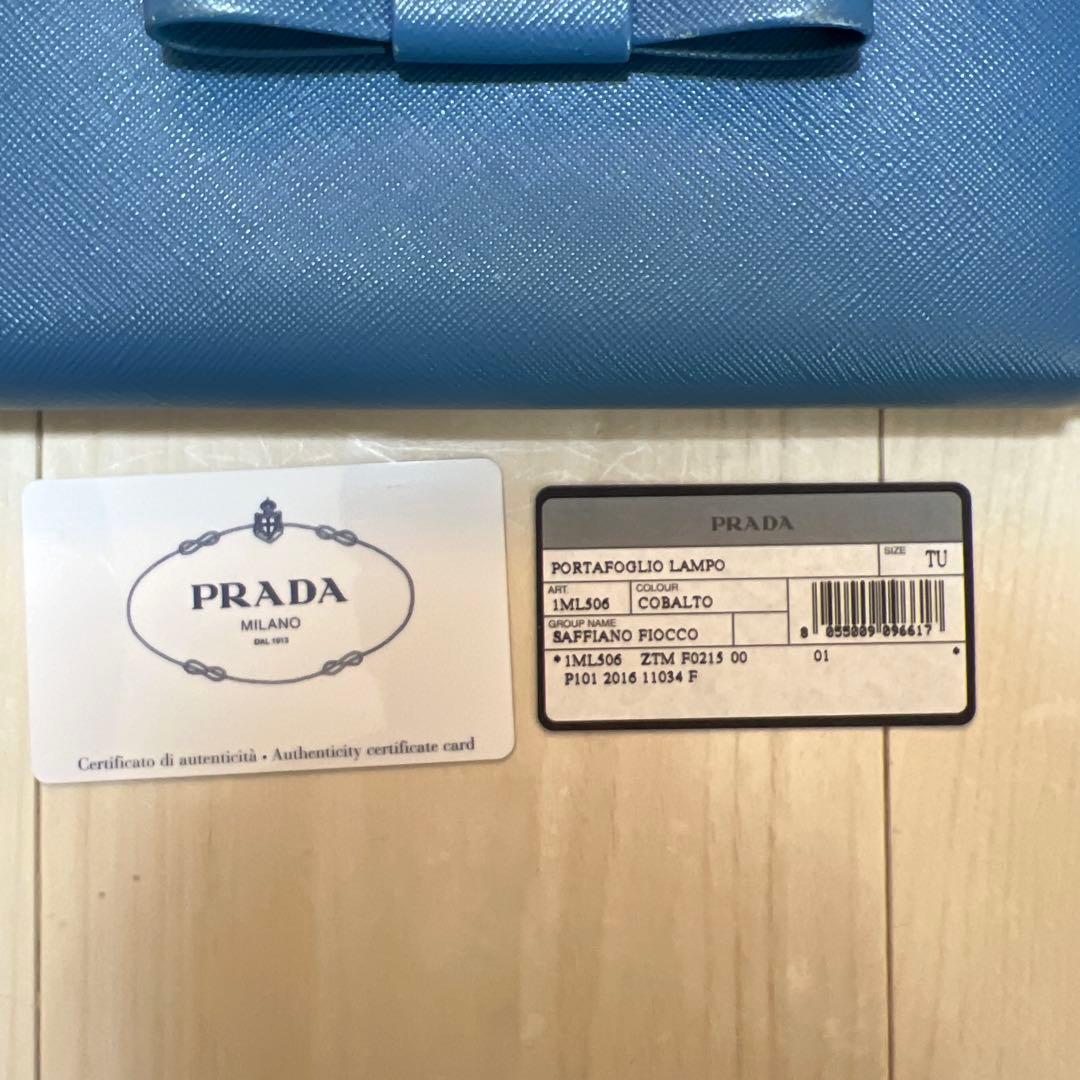 PRADA
MILANO
DAL 1913
Certificato di autenticità • Authenticity certificate card
PRADA
PORTAFOGLIO LAMPO
SIZE TU
ART. 1ML506
COLOUR COBALTO
GROUP NAME
SAFFIANO FIOCCO
8 055009 096617
*1ML506 ZTM F0215 00 01 *
P101 2016 11034 F